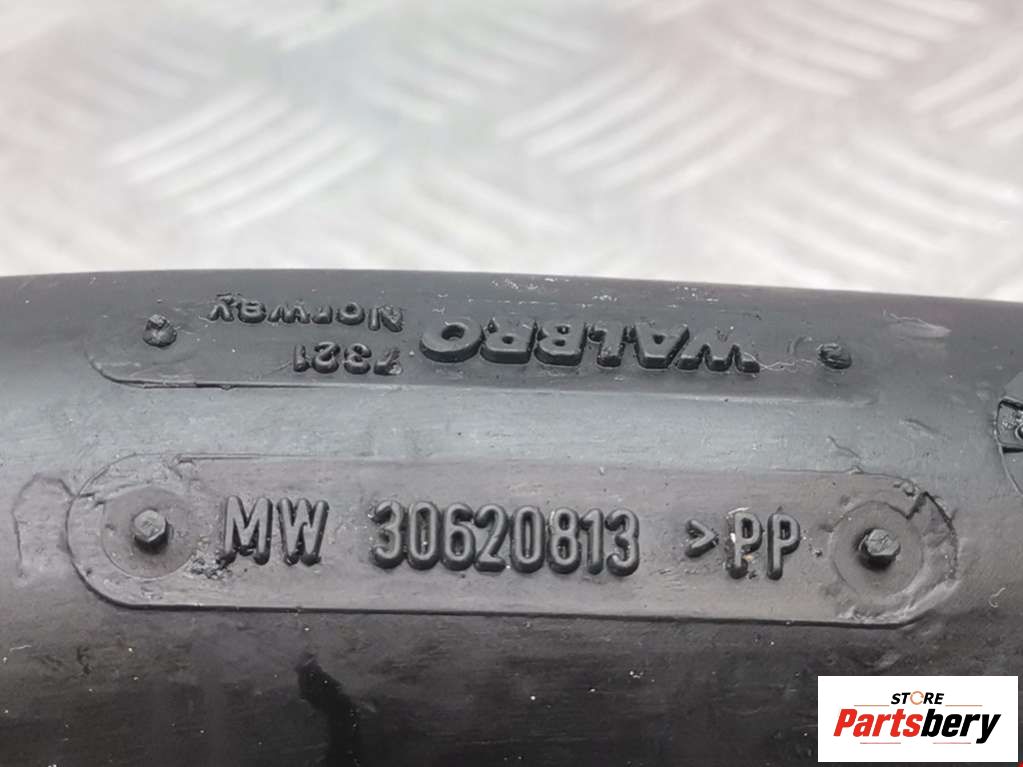 WALBRO Norway
7321
MW 30620813 >PP
STORE
Partsbery